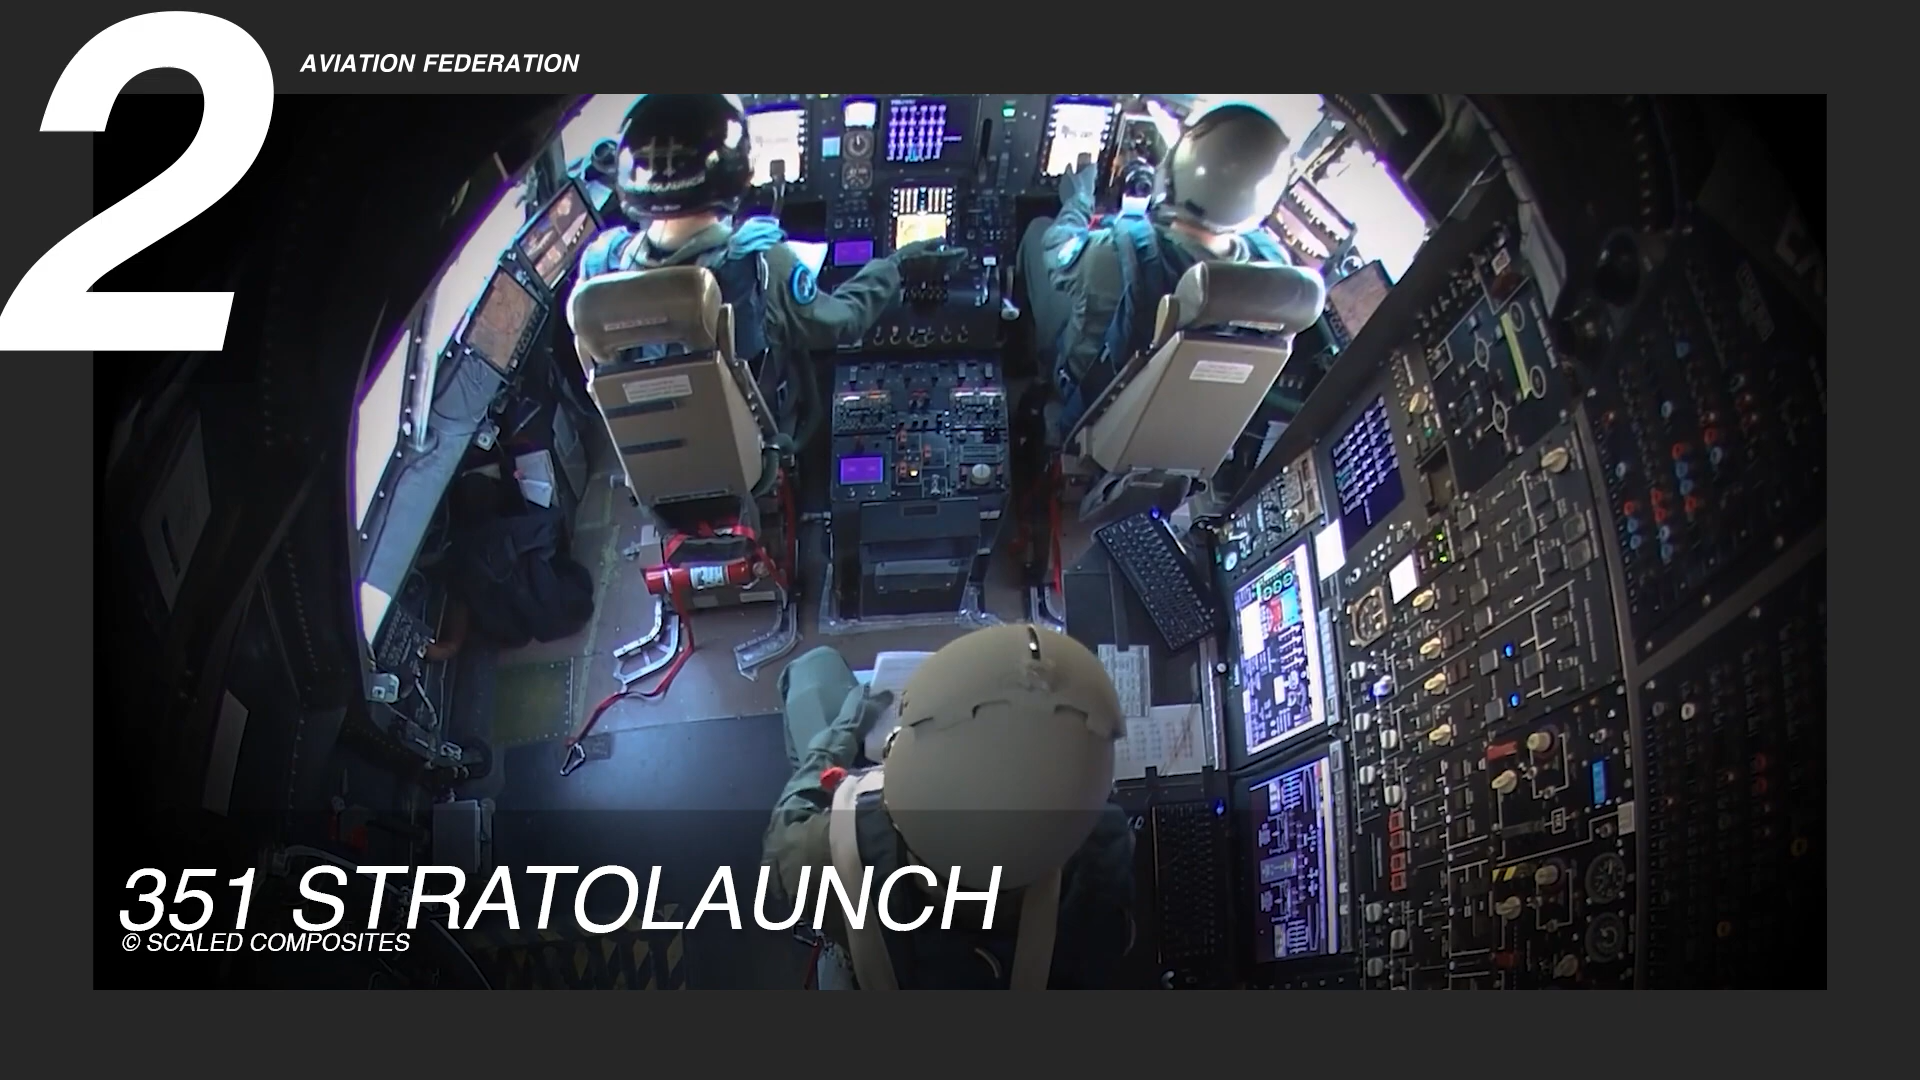 2
AVIATION FEDERATION
351 STRATOLAUNCH
© SCALED COMPOSITES